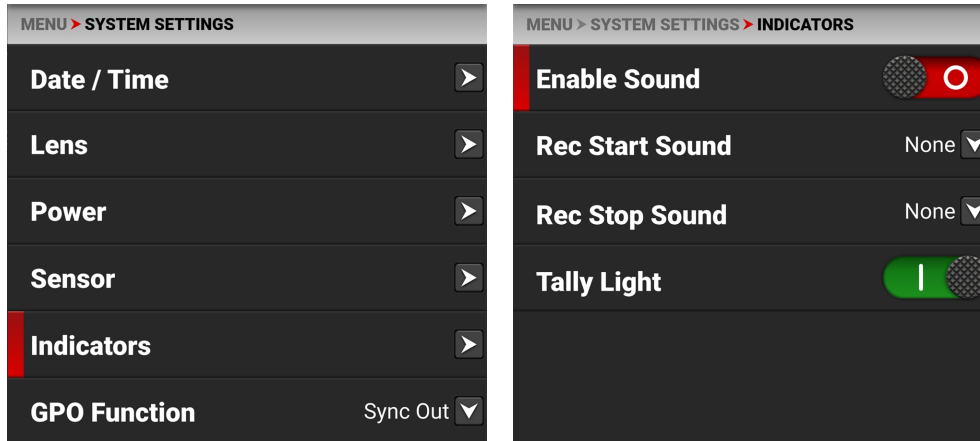 MENU > SYSTEM SETTINGS
Date / Time
Lens
Power
Sensor
Indicators
GPO Function Sync Out
MENU > SYSTEM SETTINGS > INDICATORS
Enable Sound
Rec Start Sound None
Rec Stop Sound None
Tally Light